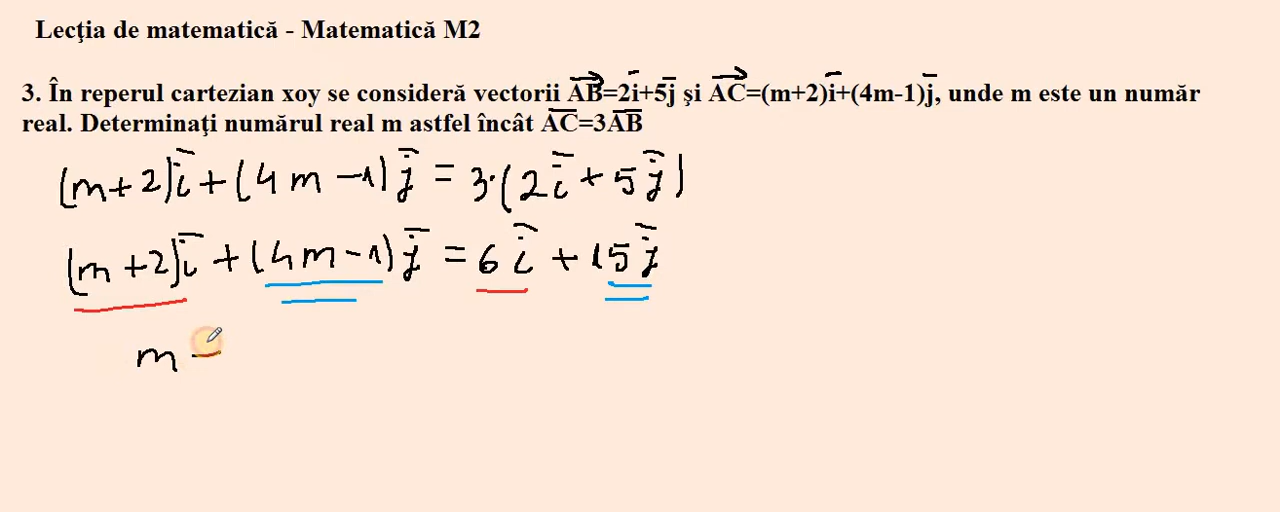 Lecţia de matematică - Matematică M2
3. În reperul cartezian xoy se consideră vectorii AB=2i+5j şi AC=(m+2)i+(4m-1)j, unde m este un număr
real. Determinaţi numărul real m astfel încât AC=3AB
(m+2)i+(4m-1)j=3·(2i+5j)
(m+2)i+(4m-1)j=6i+15j
m